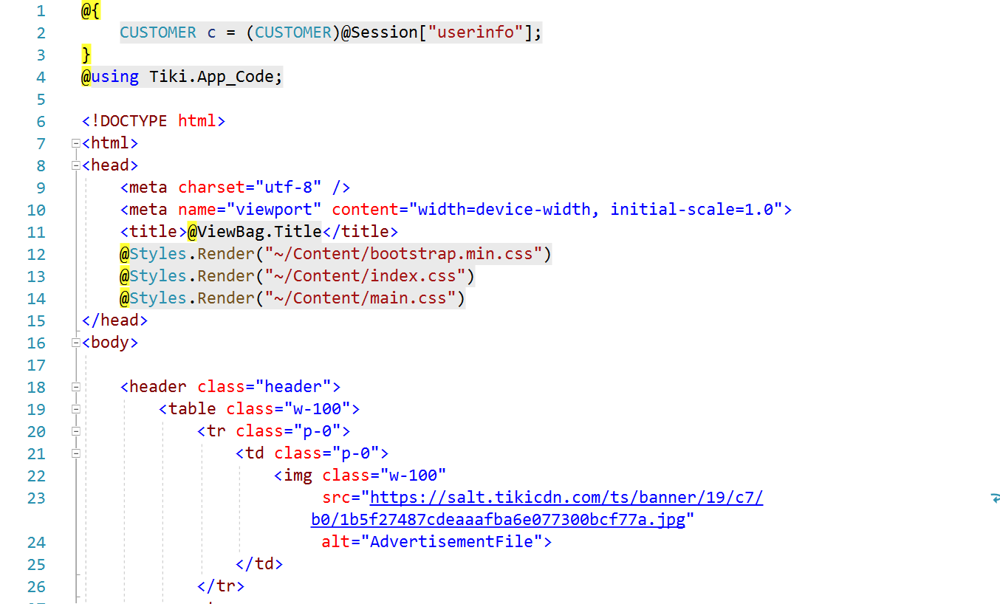 1 @{
2 CUSTOMER c = (CUSTOMER)@Session["userinfo"];
3 }
4 @using Tiki.App_Code;
5
6 <!DOCTYPE html>
7 <html>
8 <head>
9 <meta charset="utf-8" />
10 <meta name="viewport" content="width=device-width, initial-scale=1.0">
11 <title>@ViewBag.Title</title>
12 @Styles.Render("~/Content/bootstrap.min.css")
13 @Styles.Render("~/Content/index.css")
14 @Styles.Render("~/Content/main.css")
15 </head>
16 <body>
17
18 <header class="header">
19 <table class="w-100">
20 <tr class="p-0">
21 <td class="p-0">
22 <img class="w-100"
23 src="https://salt.tikicdn.com/ts/banner/19/c7/
b0/1b5f27487cdeaaafba6e077300bcf77a.jpg"
24 alt="AdvertisementFile">
25 </td>
26 </tr>